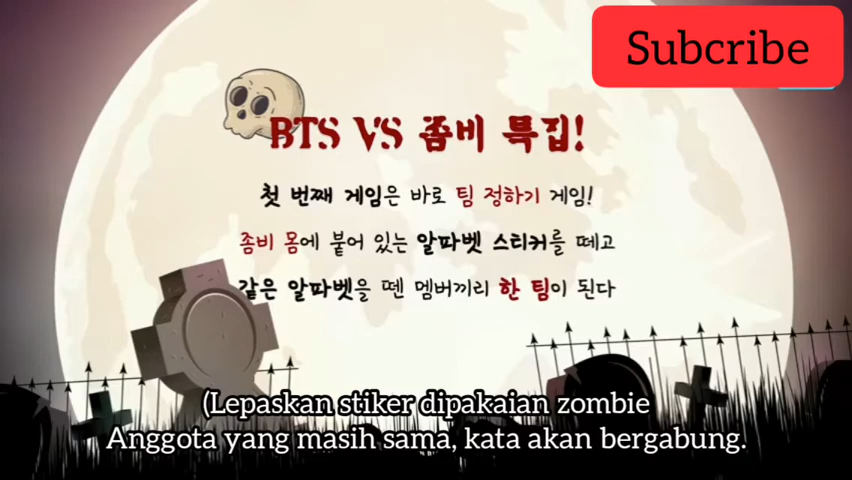 Subcribe
BTS VS 좀비 특집!
첫 번째 게임은 바로 팀 정하기 게임!
좀비 몸에 붙어 있는 알파벳 스티커를 떼고
같은 알파벳을 뗀 멤버끼리 한 팀이 된다
(Lepaskan stiker dipakaian zombie
Anggota yang masih sama, kata akan bergabung.